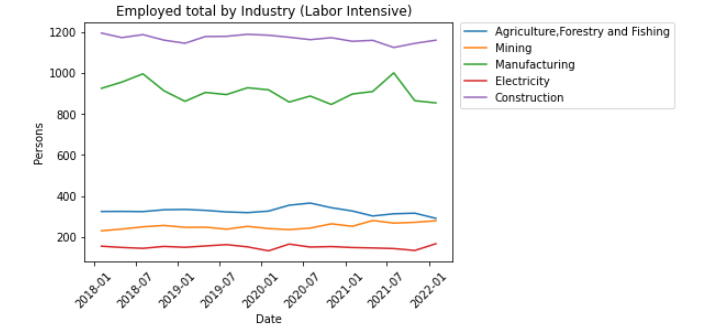 Employed total by Industry (Labor Intensive)
1200
1000
800
600
400
200
Persons
2018-01
2018-07
2019-01
2019-07
2020-01
2020-07
2021-01
2021-07
2022-01
Date
Agriculture,Forestry and Fishing
Mining
Manufacturing
Electricity
Construction